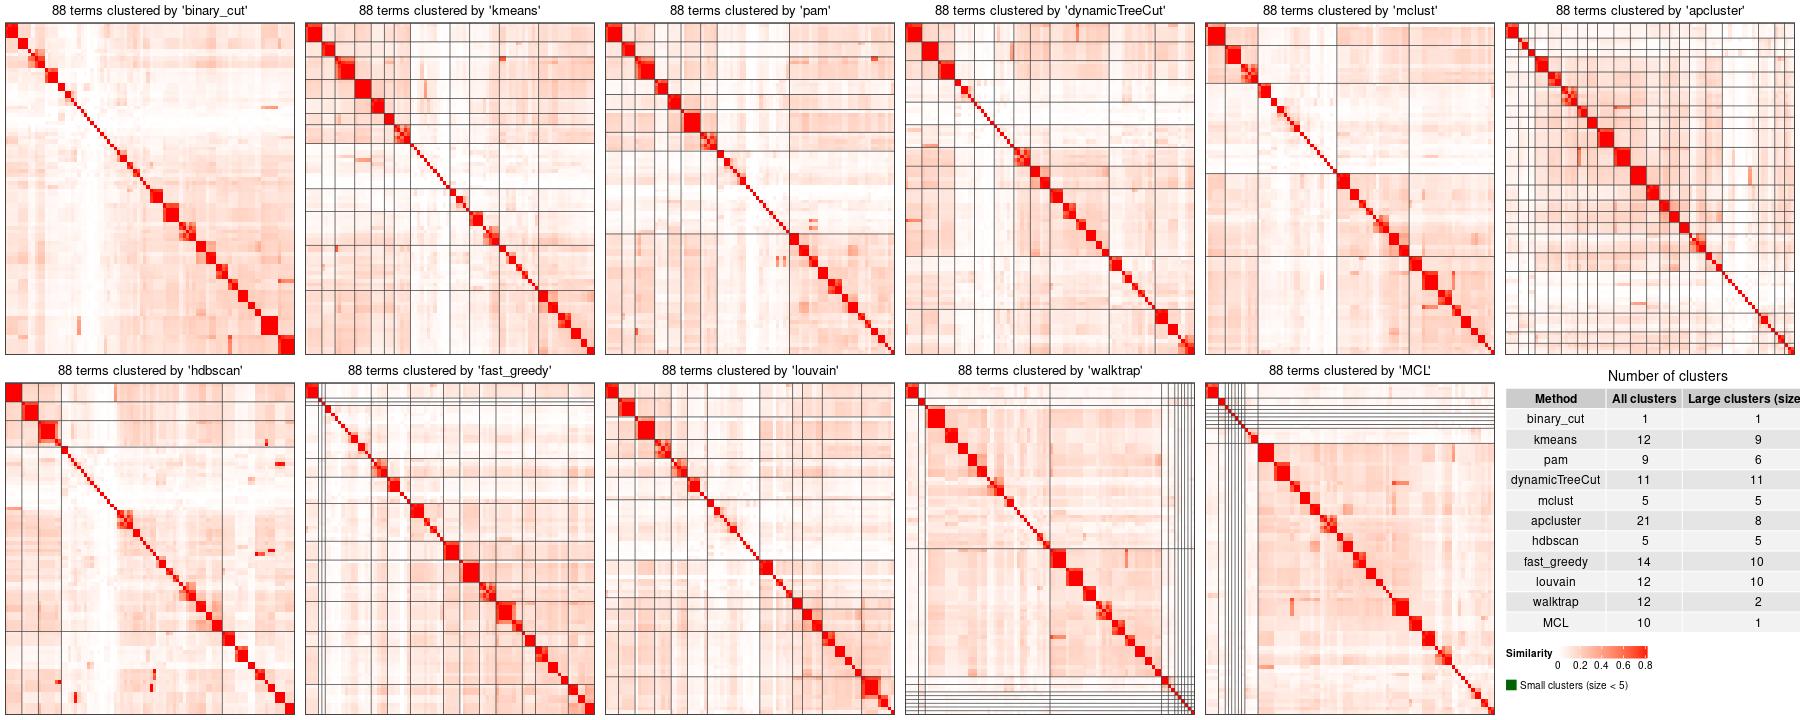 88 terms clustered by 'binary_cut'
88 terms clustered by 'kmeans'
88 terms clustered by 'pam'
88 terms clustered by 'dynamicTreeCut'
88 terms clustered by 'mclust'
88 terms clustered by 'apcluster'
88 terms clustered by 'hdbscan'
88 terms clustered by 'fast_greedy'
88 terms clustered by 'louvain'
88 terms clustered by 'walktrap'
88 terms clustered by 'MCL'
Number of clusters
Method All clusters Large clusters (size
binary_cut 1 1
kmeans 12 9
pam 9 6
dynamicTreeCut 11 11
mclust 5 5
apcluster 21 8
hdbscan 5 5
fast_greedy 14 10
louvain 12 10
walktrap 12 2
MCL 10 1
Similarity
0 0.2 0.4 0.6 0.8
Small clusters (size < 5)